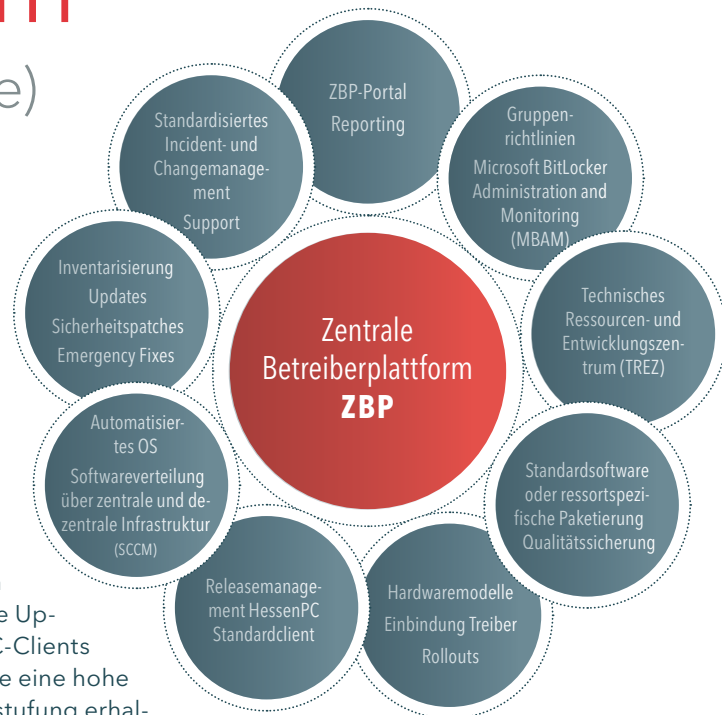 e)
ZBP-Portal
Reporting
Gruppen-
richtlinien
Microsoft BitLocker
Administration and
Monitoring
(MBAM)
Technisches
Ressourcen- und
Entwicklungszen-
trum (TREZ)
Standardsoftware
oder ressortspezi-
fische Paketierung
Qualitätssicherung
Hardwaremodelle
Einbindung Treiber
Rollouts
Releasemanage-
ment HessenPC
Standardclient
Automatisier-
tes OS
Softwareverteilung
über zentrale und de-
zentrale Infrastruktur
(SCCM)
Inventarisierung
Updates
Sicherheitspatches
Emergency Fixes
Standardisiertes
Incident- und
Changemanage-
ment
Support
Zentrale
Betreiberplattform
ZBP
e Up-
C-Clients
e eine hohe
stufung erhal-